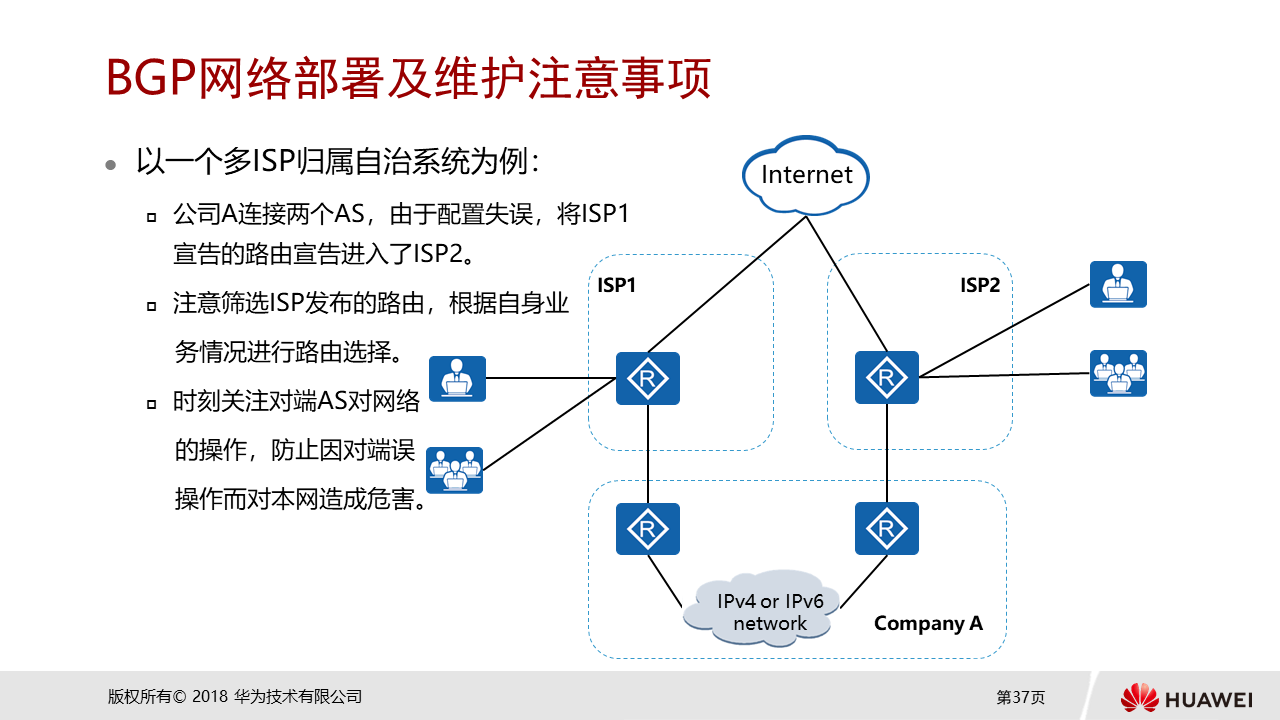 BGP网络部署及维护注意事项
以一个多ISP归属自治系统为例：
公司A连接两个AS，由于配置失误，将ISP1
宣告的路由宣告进入了ISP2。
注意筛选ISP发布的路由，根据自身业
务情况进行路由选择。
时刻关注对端AS对网络
的操作，防止因对端误
操作而对本网造成危害。
Internet
ISP1
ISP2
R
R
R
R
IPv4 or IPv6
network
Company A
版权所有© 2018 华为技术有限公司
第37页
HUAWEI